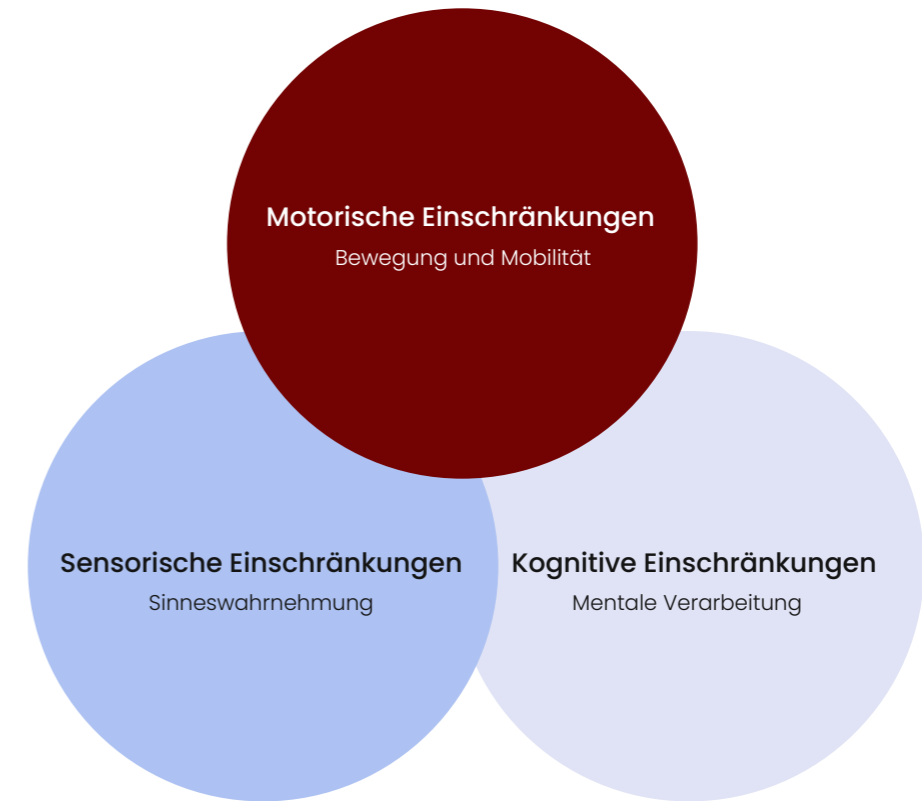 Motorische Einschränkungen
Bewegung und Mobilität
Sensorische Einschränkungen
Sinneswahrnehmung
Kognitive Einschränkungen
Mentale Verarbeitung